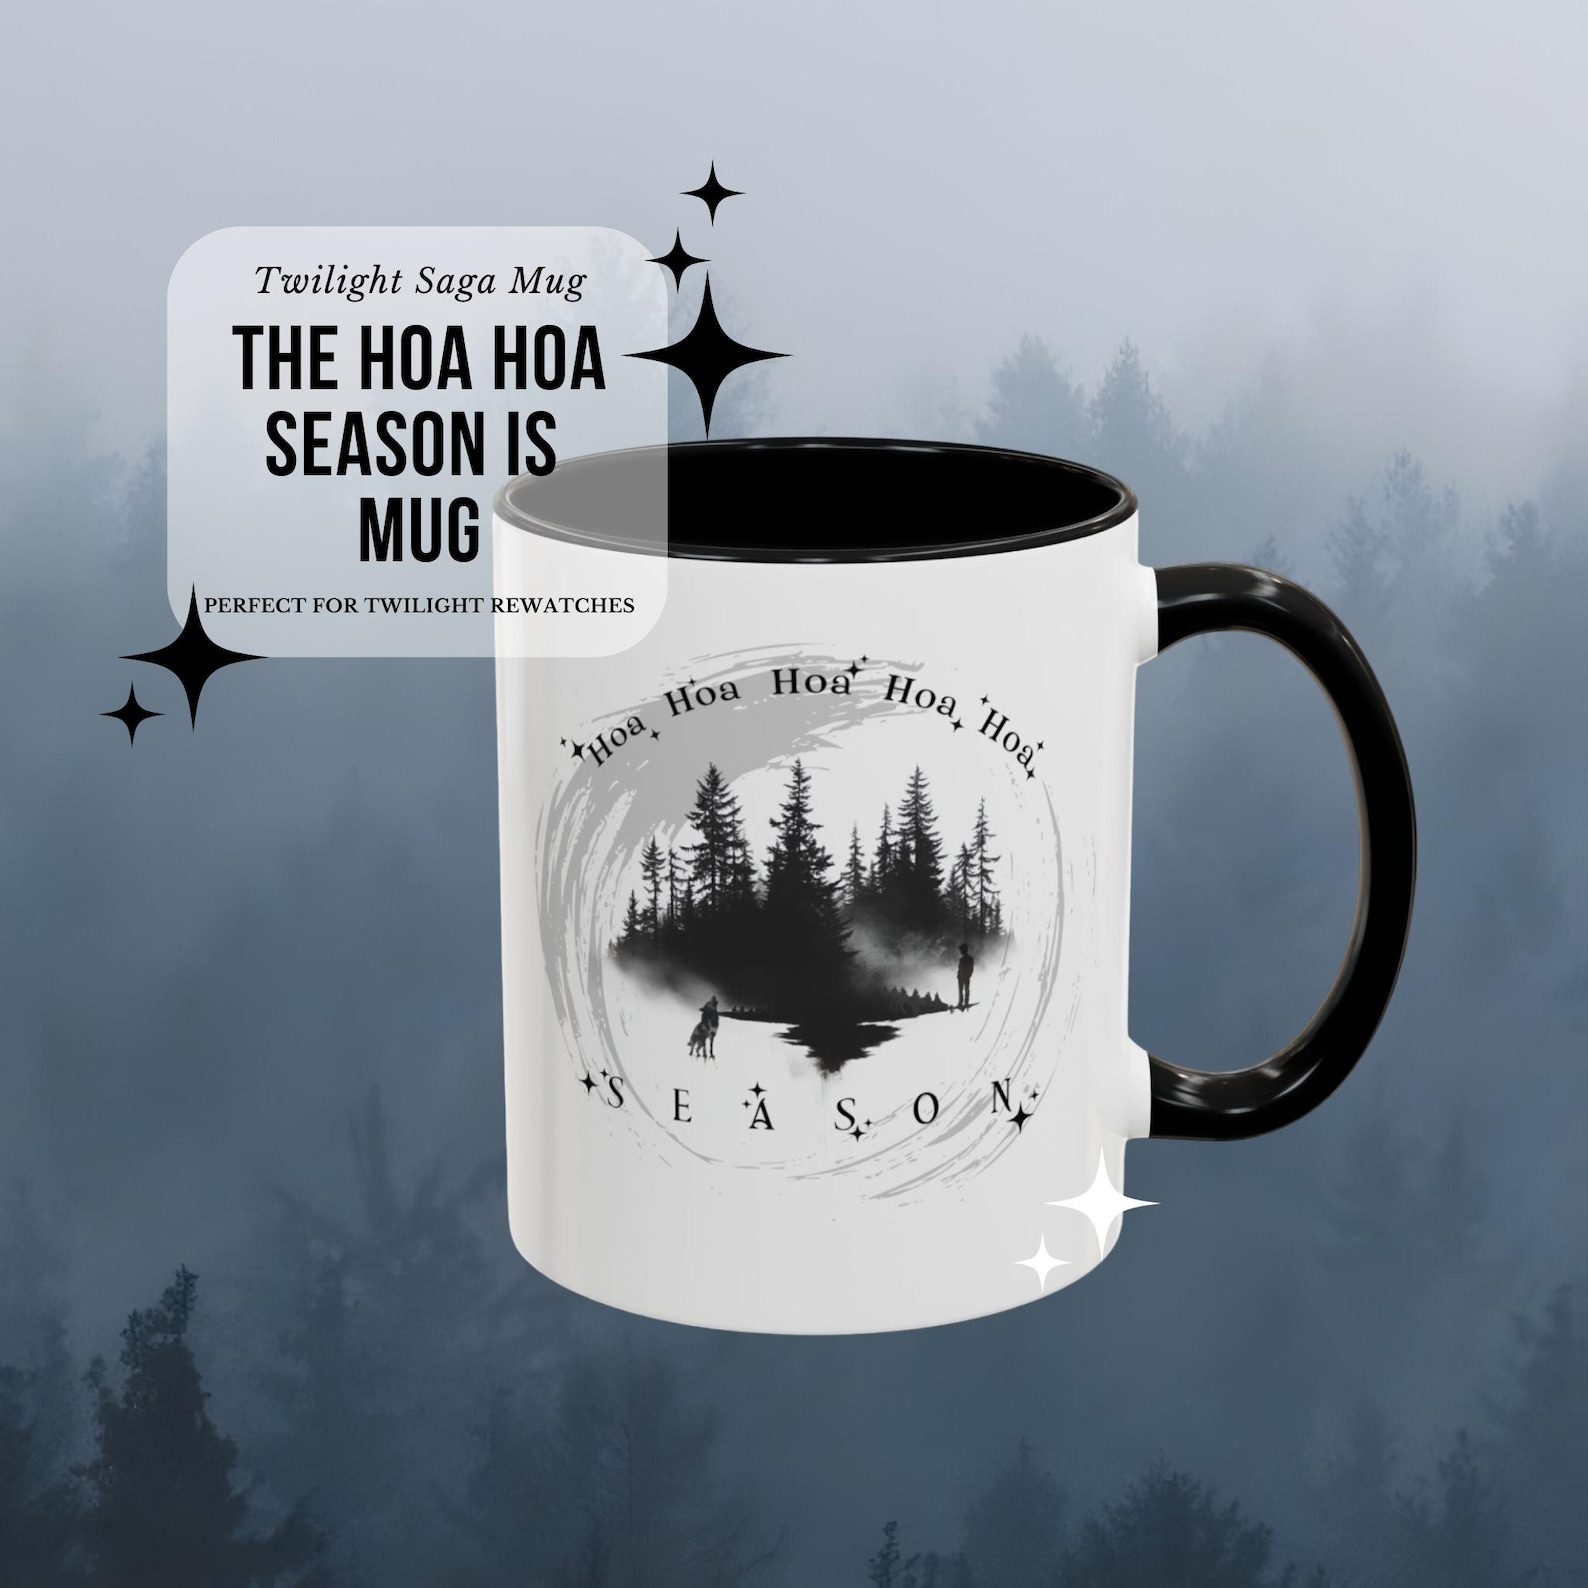 Twilight Saga Mug
THE HOA HOA
SEASON IS
MUG
PERFECT FOR TWILIGHT REWATCHES
Hoa Hoa Hoa Hoa Hoa
SEASON